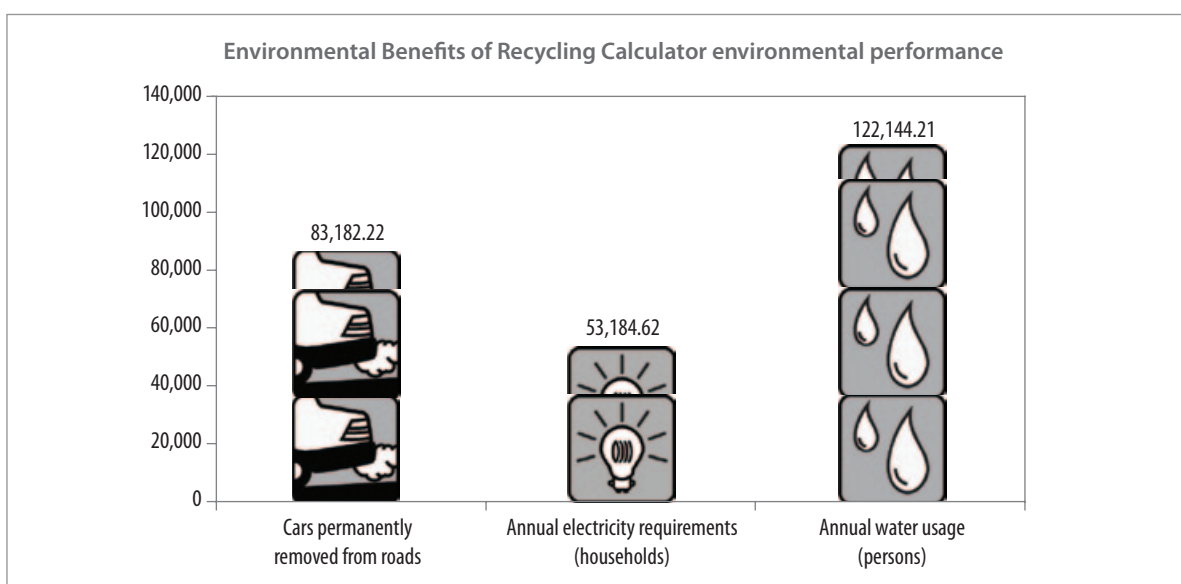 Environmental Benefits of Recycling Calculator environmental performance
140,000
120,000
100,000
80,000
60,000
40,000
20,000
0
83,182.22
53,184.62
122,144.21
Cars permanently
removed from roads
Annual electricity requirements
(households)
Annual water usage
(persons)